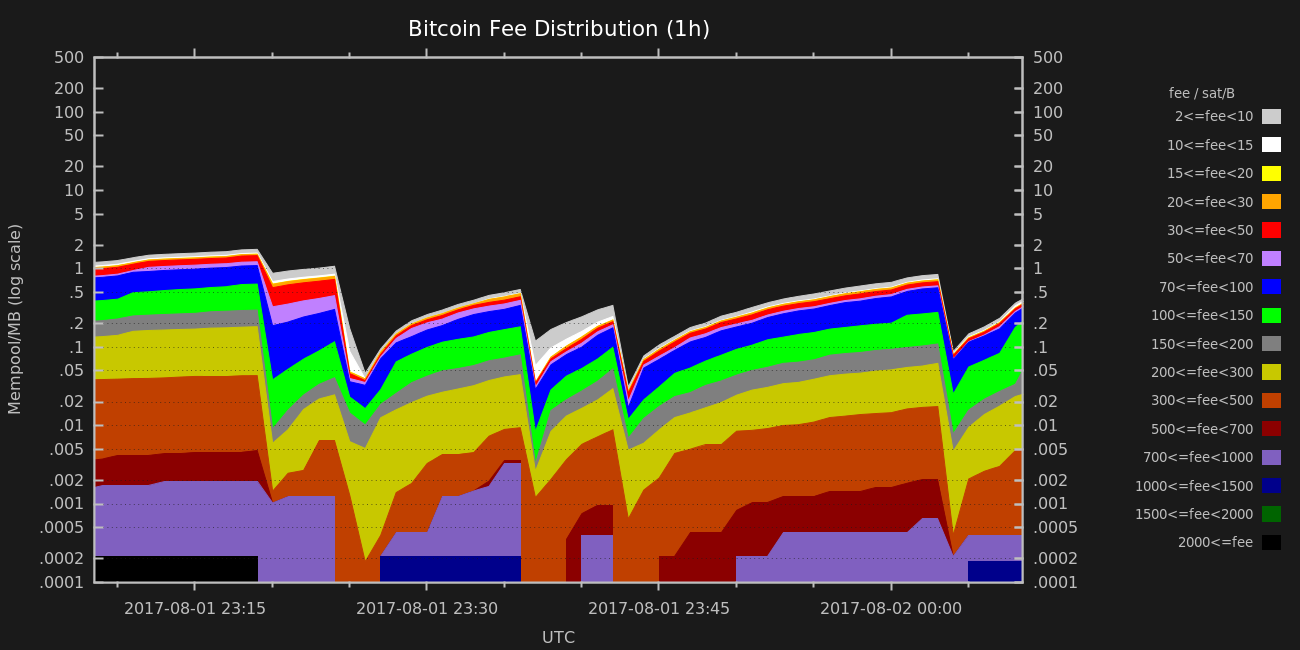 Bitcoin Fee Distribution (1h)
Mempool/MB (log scale)
500
200
100
50
20
10
5
2
1
.5
.2
.1
.05
.02
.01
.005
.002
.001
.0005
.0002
.0001
500
200
100
50
20
10
5
2
1
.5
.2
.1
.05
.02
.01
.005
.002
.001
.0005
.0002
.0001
2017-08-01 23:15
2017-08-01 23:30
2017-08-01 23:45
2017-08-02 00:00
UTC
fee / sat/B
2<=fee<10
10<=fee<15
15<=fee<20
20<=fee<30
30<=fee<50
50<=fee<70
70<=fee<100
100<=fee<150
150<=fee<200
200<=fee<300
300<=fee<500
500<=fee<700
700<=fee<1000
1000<=fee<1500
1500<=fee<2000
2000<=fee